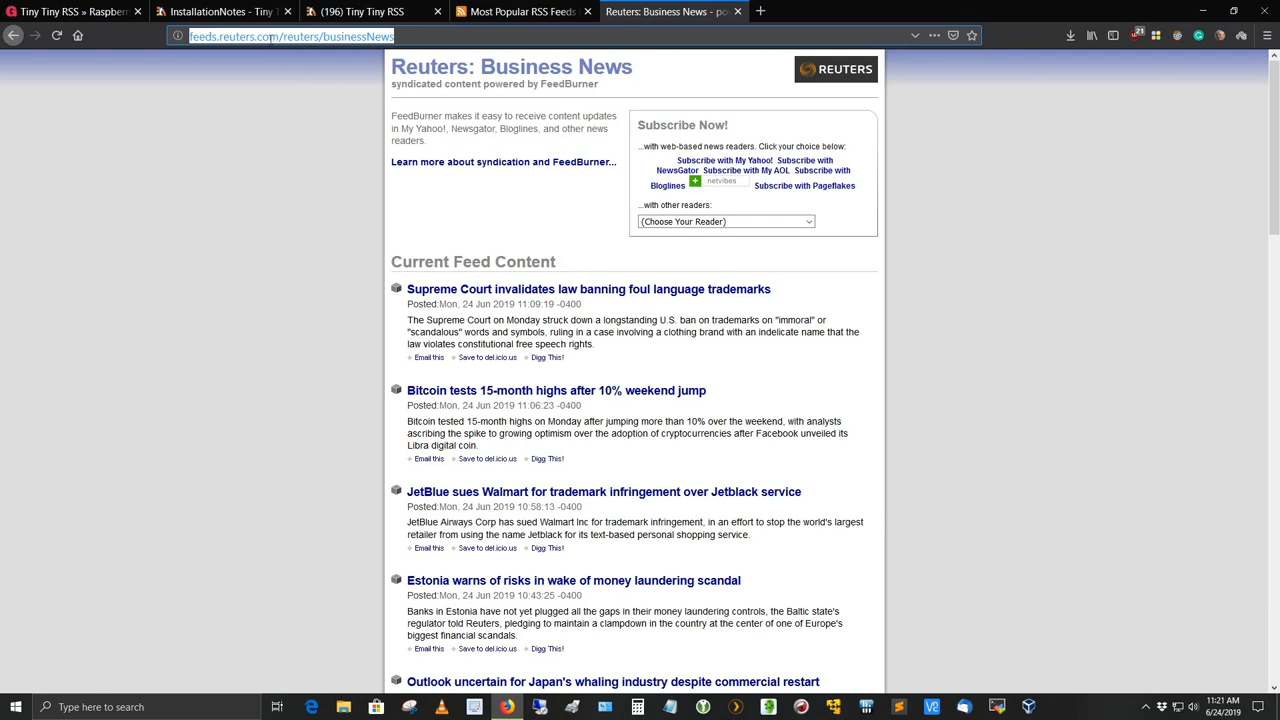 Tiny Tiny RSS » Raspberr
InstallationNotes - Tiny T
(196) Tiny Tiny RSS
RSS News Feed - Reuters
Reuters: Business News - po
feeds.reuters.com/reuters/businessNews
21
Reuters: Business News
syndicated content powered by FeedBurner
REUTERS
FeedBurner makes it easy to receive content updates
in My Yahoo!, Newsgator, Bloglines, and other news
readers.
Learn more about syndication and FeedBurner...
Subscribe Now!
...with web-based news readers. Click your choice below:
Subscribe with My Yahoo! Subscribe with
NewsGator Subscribe with My AOL Subscribe with
Bloglines netvibes Subscribe with Pageflakes
...with other readers:
(Choose Your Reader)
Current Feed Content
Supreme Court invalidates law banning foul language trademarks
Posted:Mon, 24 Jun 2019 11:09:19 -0400
The Supreme Court on Monday struck down a longstanding U.S. ban on trademarks on "immoral" or
"scandalous" words and symbols, ruling in a case involving a clothing brand with an indelicate name that the
law violates constitutional free speech rights.
Email this Save to del.icio.us Digg This!
Bitcoin tests 15-month highs after 10% weekend jump
Posted:Mon, 24 Jun 2019 11:06:23 -0400
Bitcoin tested 15-month highs on Monday after jumping more than 10% over the weekend, with analysts
ascribing the spike to growing optimism over the adoption of cryptocurrencies after Facebook unveiled its
Libra digital coin.
Email this Save to del.icio.us Digg This!
JetBlue sues Walmart for trademark infringement over Jetblack service
Posted:Mon, 24 Jun 2019 10:58:13 -0400
JetBlue Airways Corp has sued Walmart Inc for trademark infringement, in an effort to stop the world's largest
retailer from using the name Jetblack for its text-based personal shopping service.
Email this Save to del.icio.us Digg This!
Estonia warns of risks in wake of money laundering scandal
Posted:Mon, 24 Jun 2019 10:43:25 -0400
Banks in Estonia have not yet plugged all the gaps in their money laundering controls, the Baltic state's
regulator told Reuters, pledging to maintain a clampdown in the country at the center of one of Europe's
biggest financial scandals.
Email this Save to del.icio.us Digg This!
Outlook uncertain for Japan's whaling industry despite commercial restart
Type here to search
11:21 AM
6/24/2019